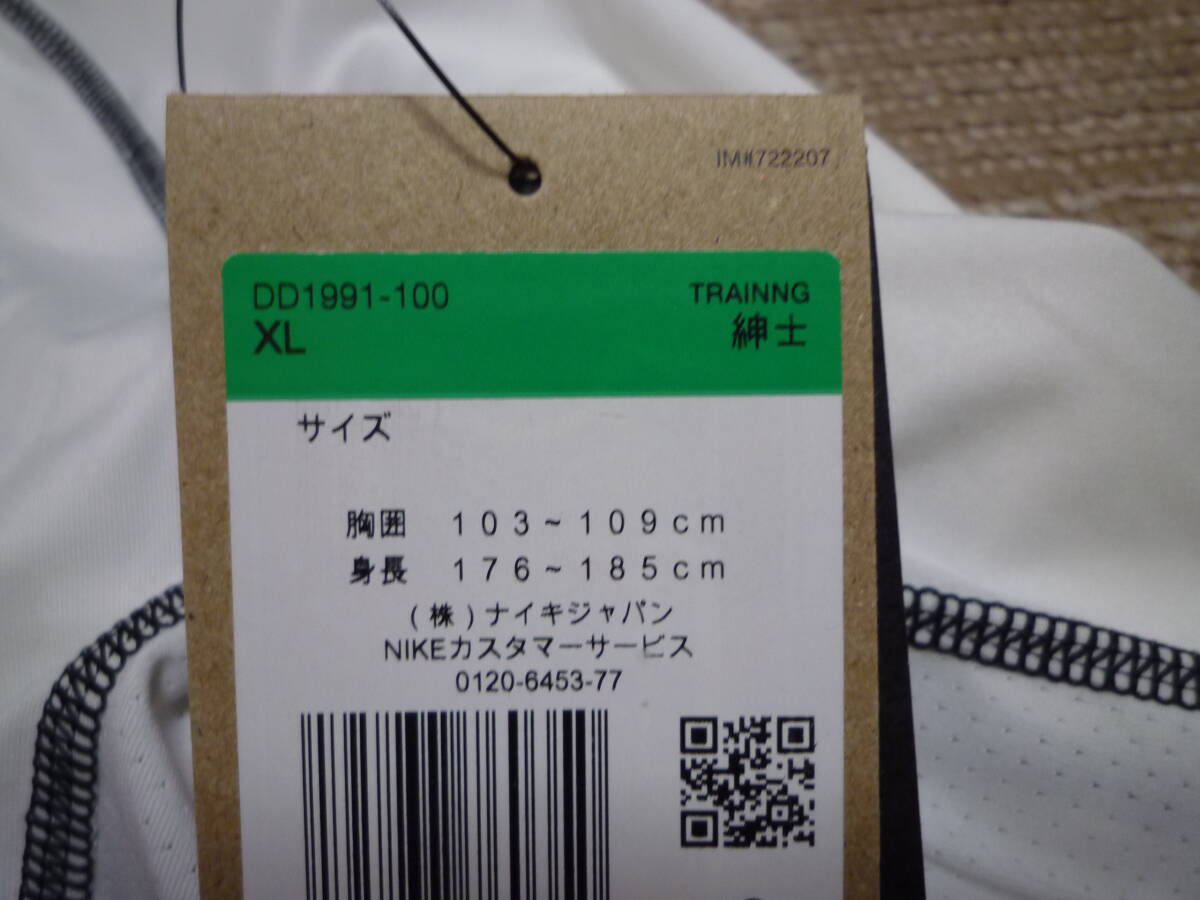 IM#722207
DD1991-100 TRAINNG
XL 紳士
サイズ
胸囲 103~109cm
身長 176~185cm
(株)ナイキジャパン
NIKEカスタマーサービス
0120-6453-77